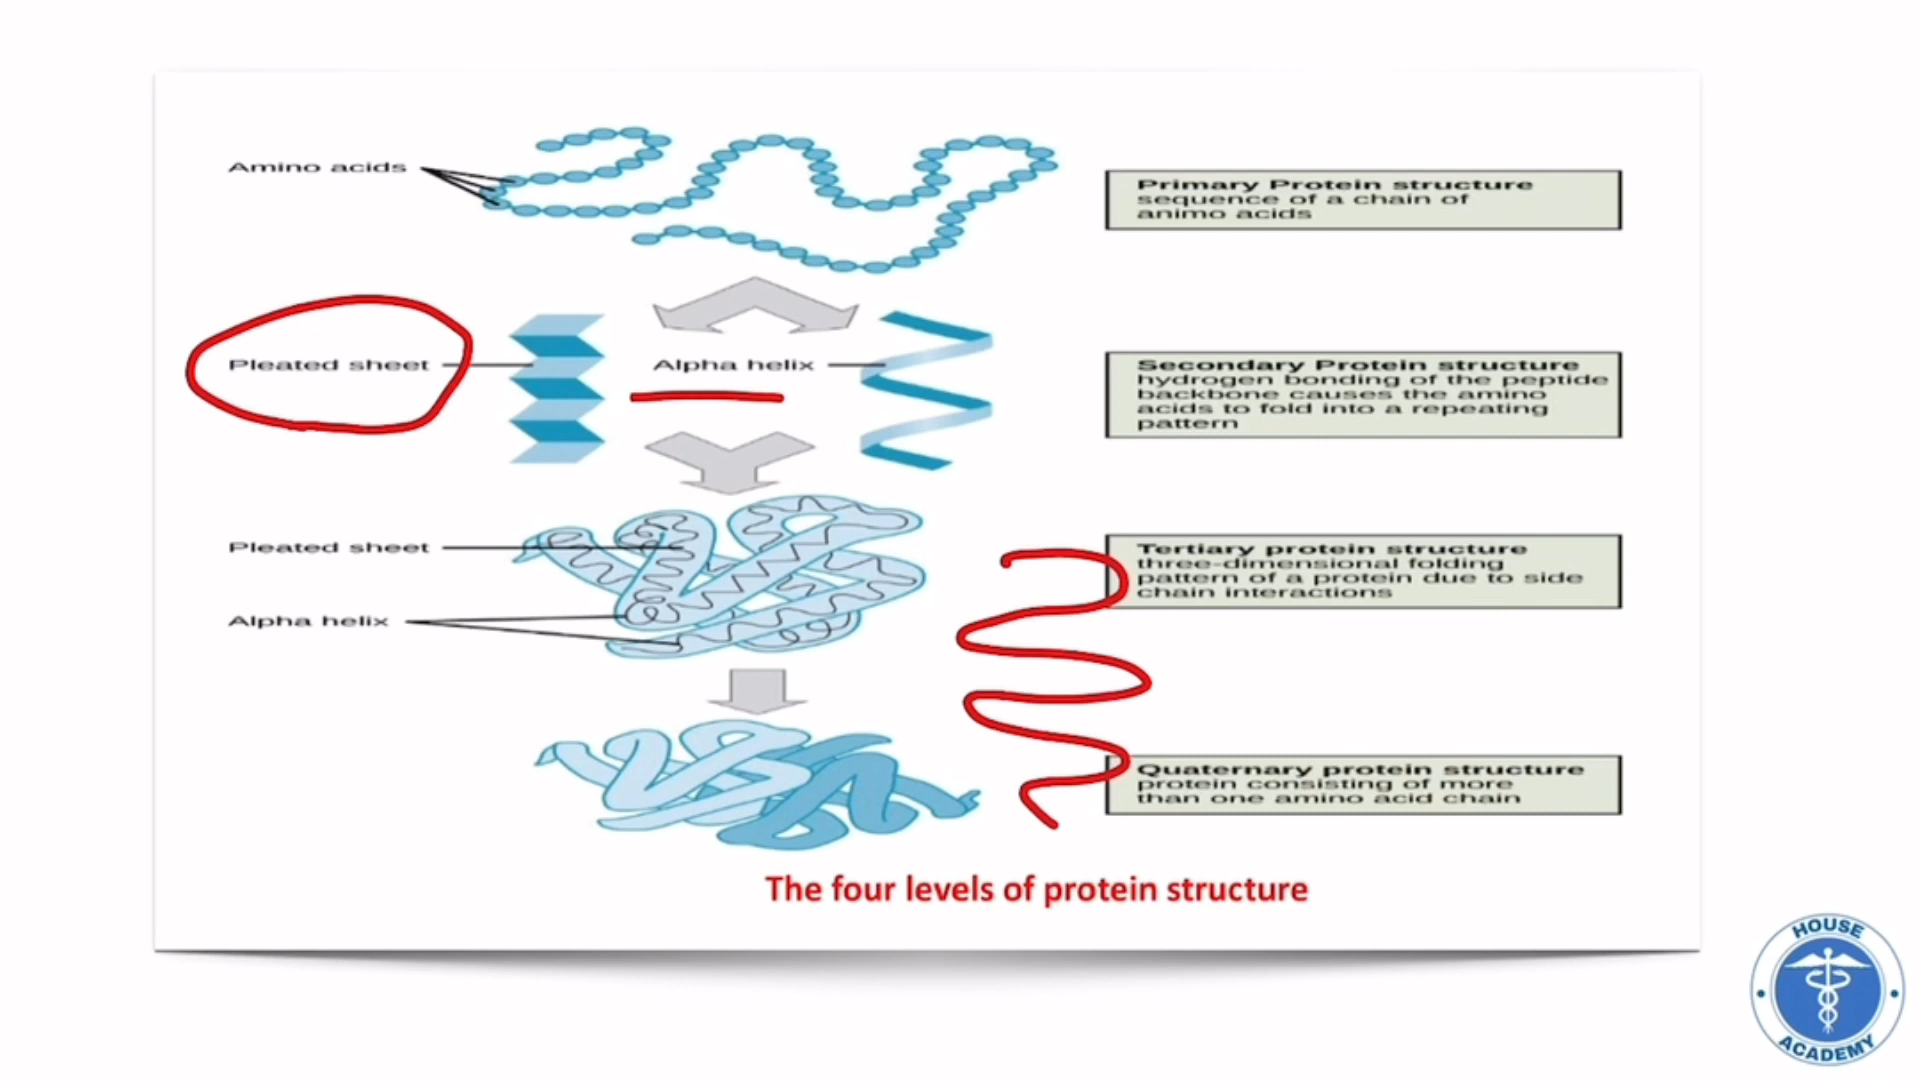 Amino acids
Primary Protein structure
sequence of a chain of
animo acids
Pleated sheet
Alpha helix
Secondary Protein structure
hydrogen bonding of the peptide
backbone causes the amino
acids to fold into a repeating
pattern
Pleated sheet
Alpha helix
Tertiary protein structure
three-dimensional folding
pattern of a protein due to side
chain interactions
Quaternary protein structure
protein consisting of more
than one amino acid chain
The four levels of protein structure
HOUSE
ACADEMY